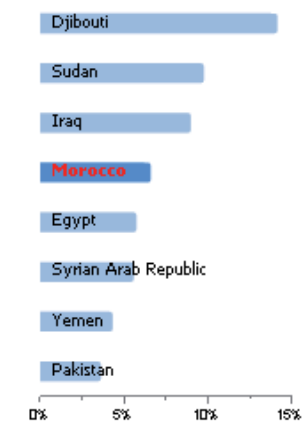 Djibouti
Sudan
Iraq
Morocco
Egypt
Syrian Arab Republic
Yemen
Pakistan
0% 5% 10% 15%